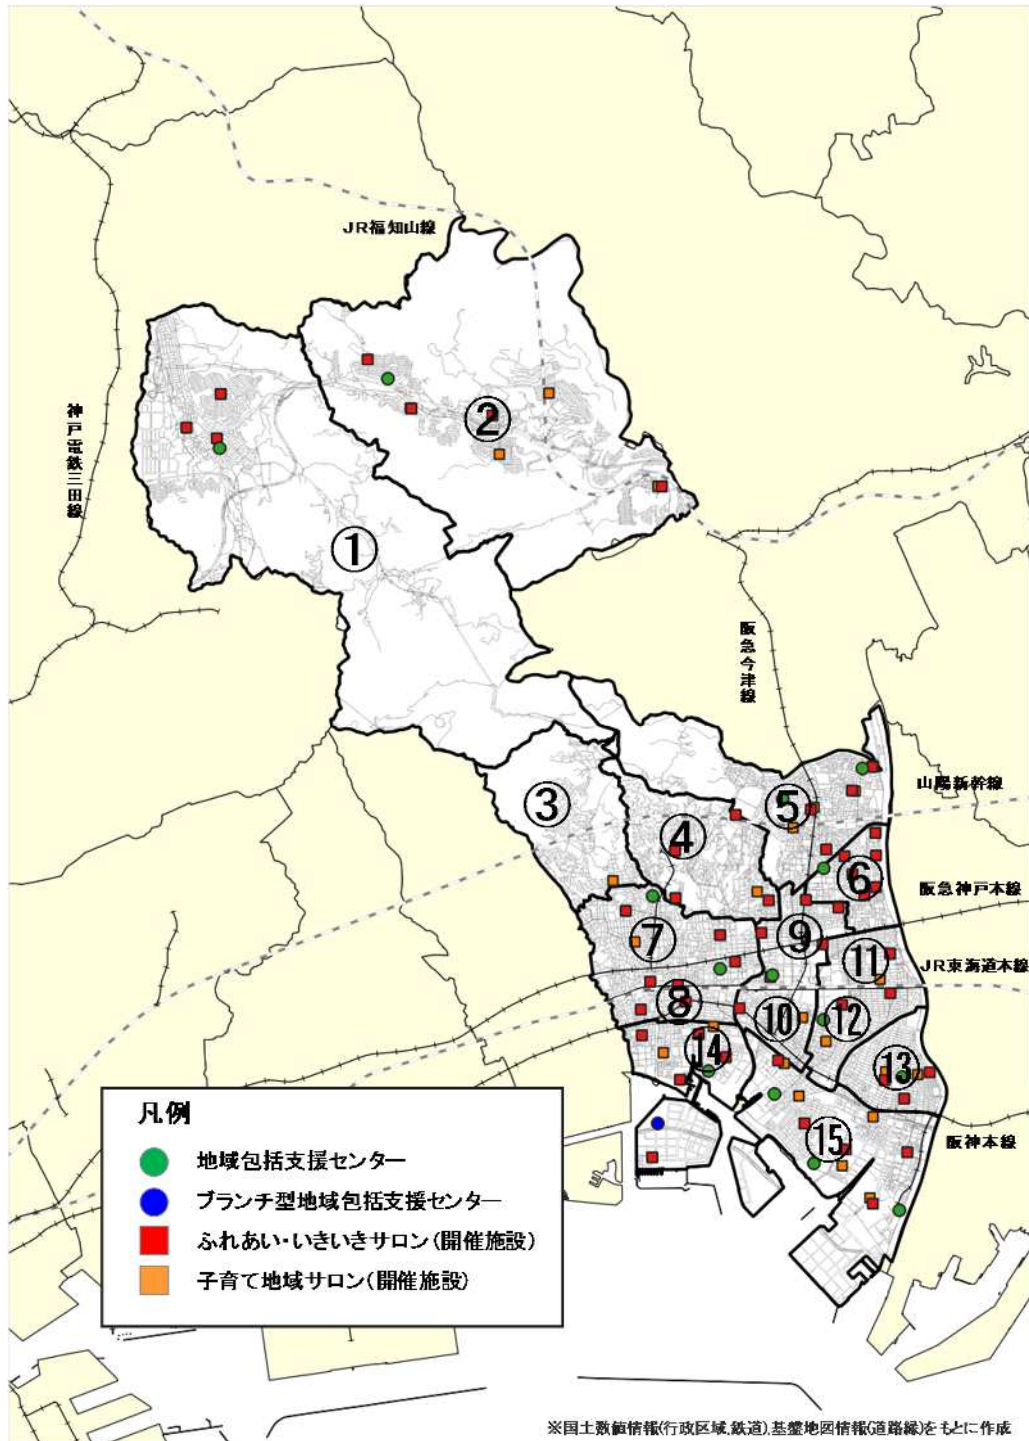 JR福知山線
神戸電鉄三田線
②
①
阪急今津線
山陽新幹線
③
⑤
④
⑥
阪急神戸本線
⑦
⑨
⑪
JR東海道本線
⑧
⑩
⑫
⑭
⑬
⑮
阪神本線
凡例
地域包括支援センター
ブランチ型地域包括支援センター
ふれあい・いきいきサロン(開催施設)
子育て地域サロン(開催施設)
※国土数値情報(行政区域,鉄道),基盤地図情報(道路縁)をもとに作成